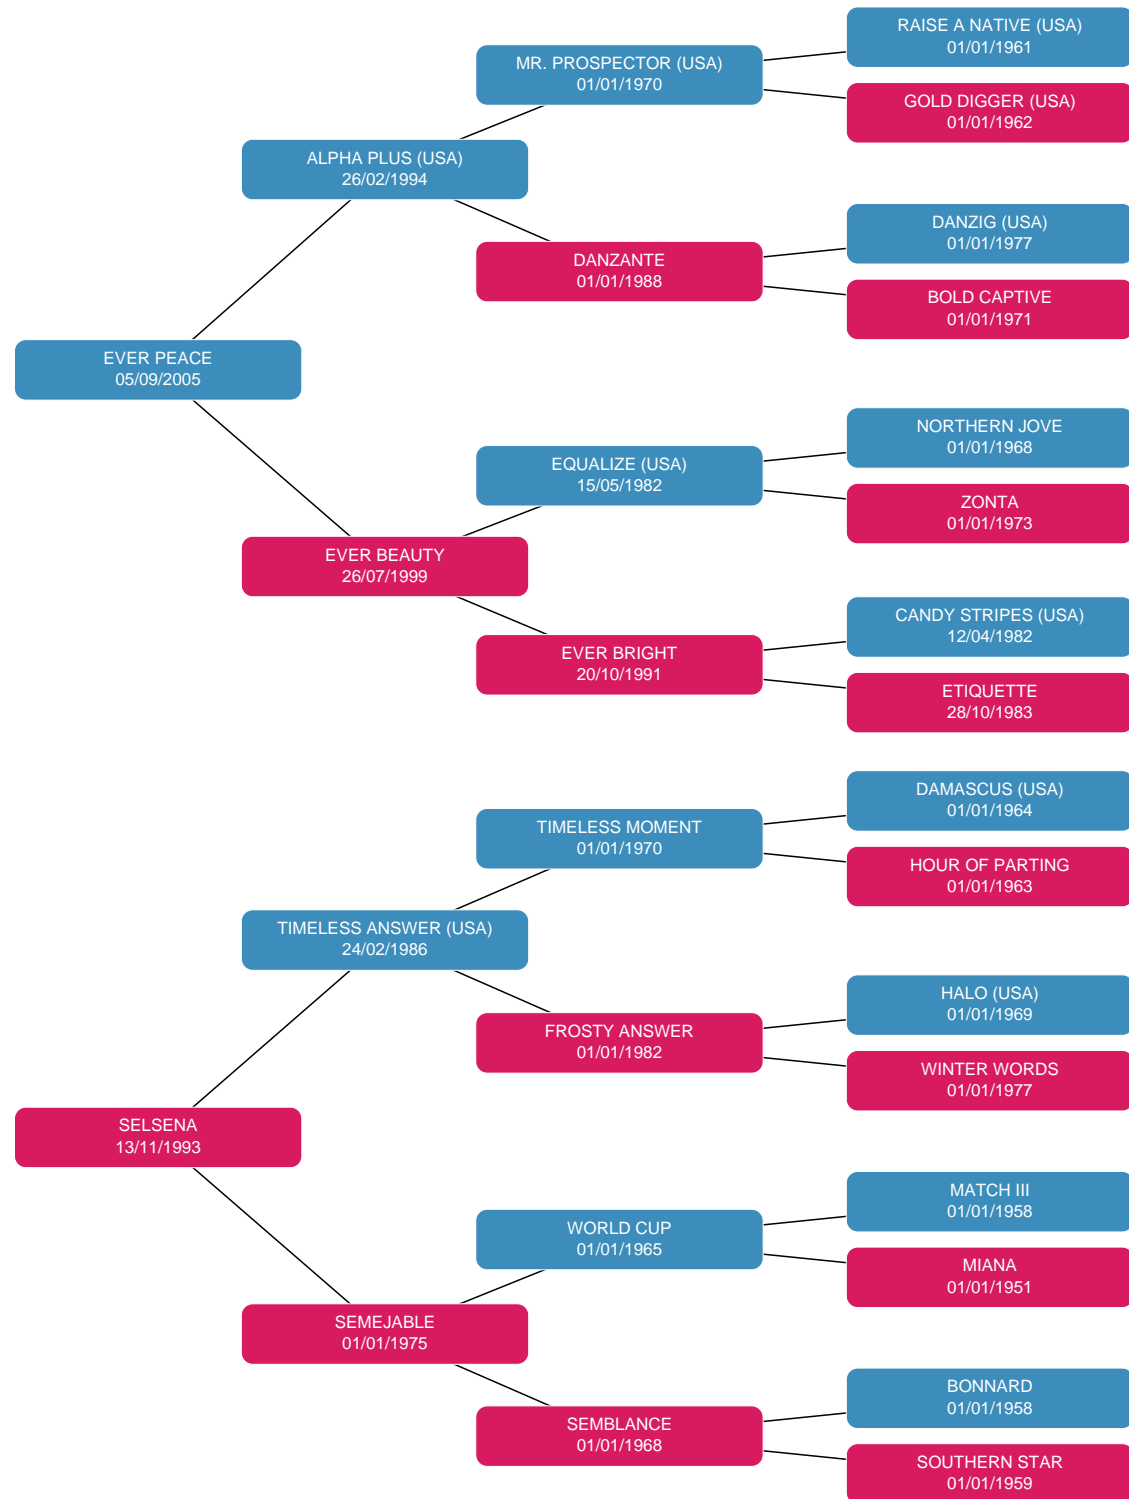 RAISE A NATIVE (USA)
01/01/1961
MR. PROSPECTOR (USA)
01/01/1970
GOLD DIGGER (USA)
01/01/1962
ALPHA PLUS (USA)
26/02/1994
DANZIG (USA)
01/01/1977
DANZANTE
01/01/1988
BOLD CAPTIVE
01/01/1971
EVER PEACE
05/09/2005
NORTHERN JOVE
01/01/1968
EQUALIZE (USA)
15/05/1982
ZONTA
01/01/1973
EVER BEAUTY
26/07/1999
CANDY STRIPES (USA)
12/04/1982
EVER BRIGHT
20/10/1991
ETIQUETTE
28/10/1983
DAMASCUS (USA)
01/01/1964
TIMELESS MOMENT
01/01/1970
HOUR OF PARTING
01/01/1963
TIMELESS ANSWER (USA)
24/02/1986
HALO (USA)
01/01/1969
FROSTY ANSWER
01/01/1982
WINTER WORDS
01/01/1977
SELSENA
13/11/1993
MATCH III
01/01/1958
WORLD CUP
01/01/1965
MIANA
01/01/1951
SEMEJABLE
01/01/1975
BONNARD
01/01/1958
SEMBLANCE
01/01/1968
SOUTHERN STAR
01/01/1959